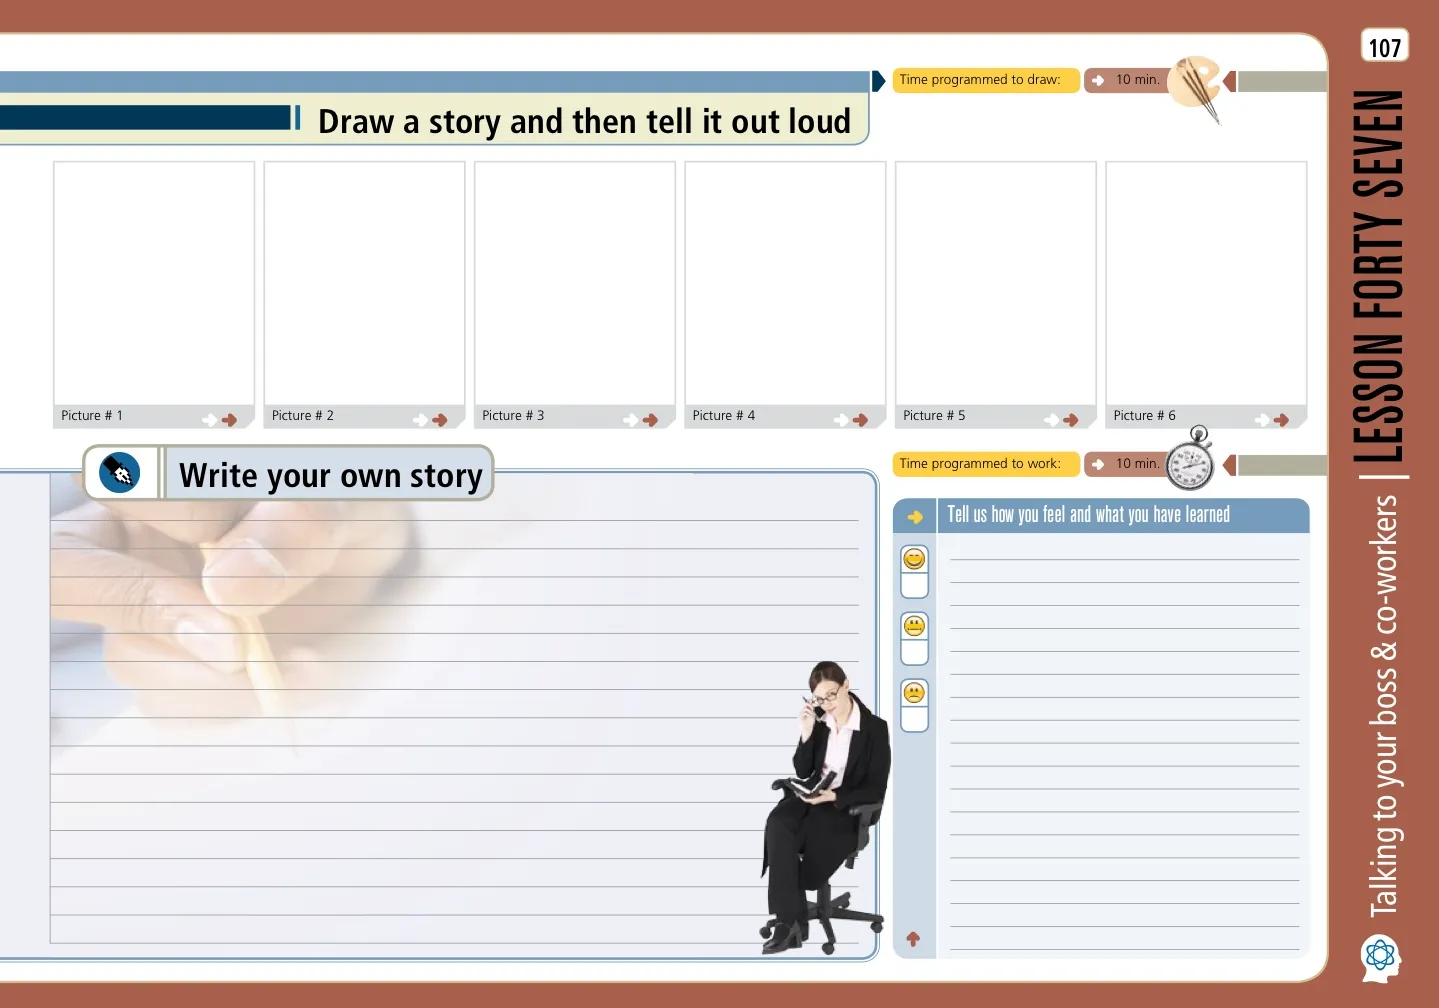 107
Time programmed to draw:
10 min.
Draw a story and then tell it out loud
Picture # 1
Picture # 2
Picture # 3
Picture # 4
Picture # 5
Picture # 6
Write your own story
Time programmed to work:
10 min.
Tell us how you feel and what you have learned
LESSON FORTY SEVEN
Talking to your boss & co-workers